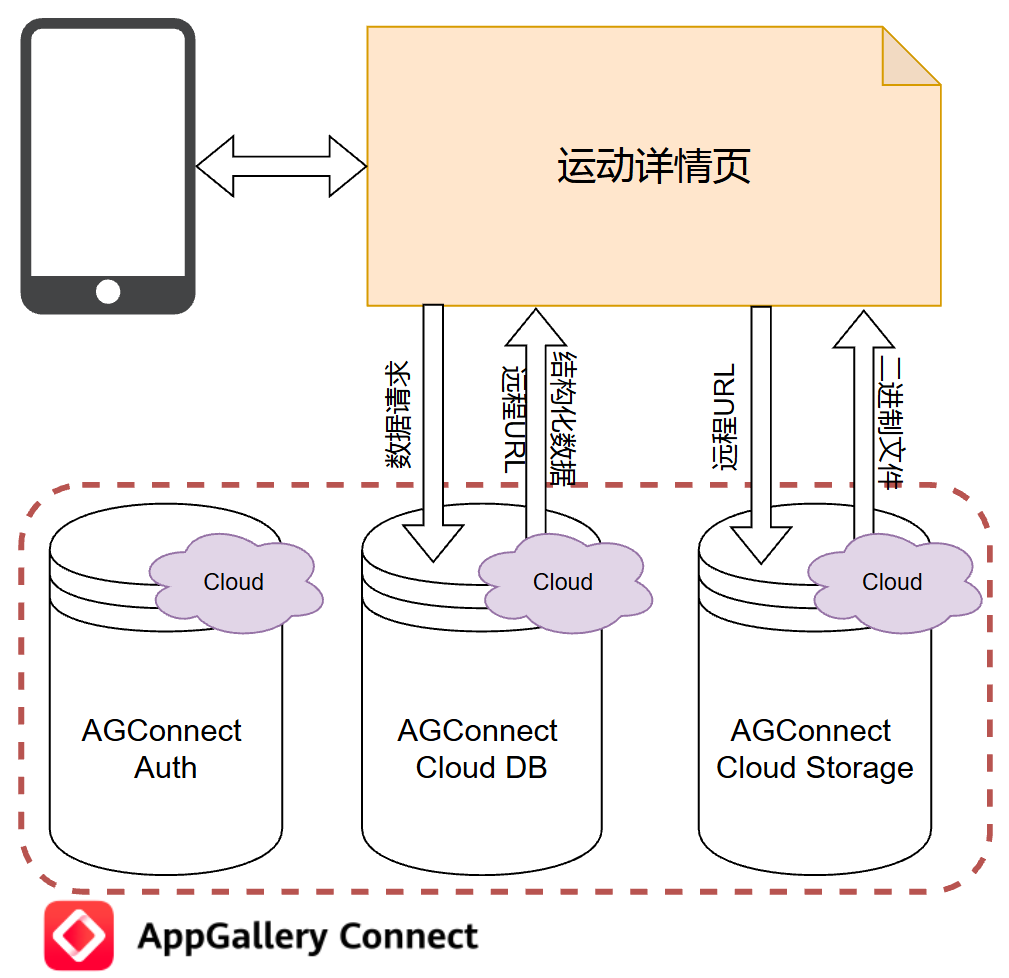 运动详情页
数据请求
远程URL
结构化数据
远程URL
二进制文件
Cloud
Cloud
Cloud
AGConnect
Auth
AGConnect
Cloud DB
AGConnect
Cloud Storage
AppGallery Connect